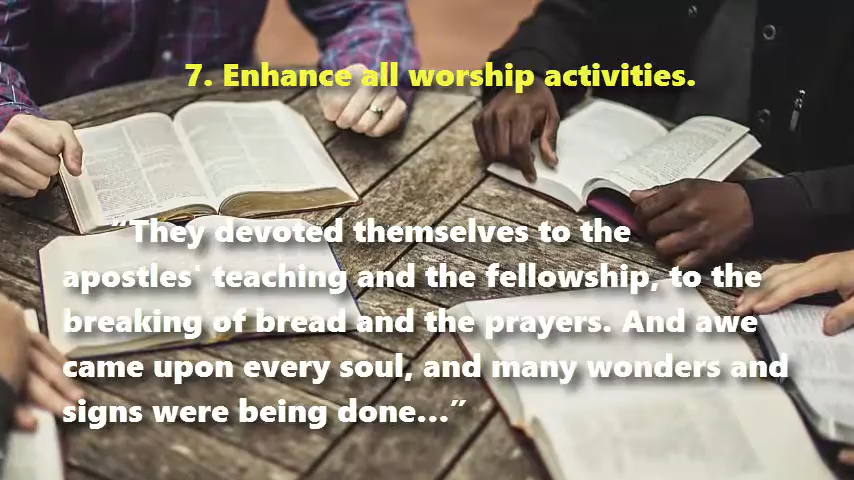 7. Enhance all worship activities.
“They devoted themselves to the
apostles' teaching and the fellowship, to the
breaking of bread and the prayers. And awe
came upon every soul, and many wonders and
signs were being done...”